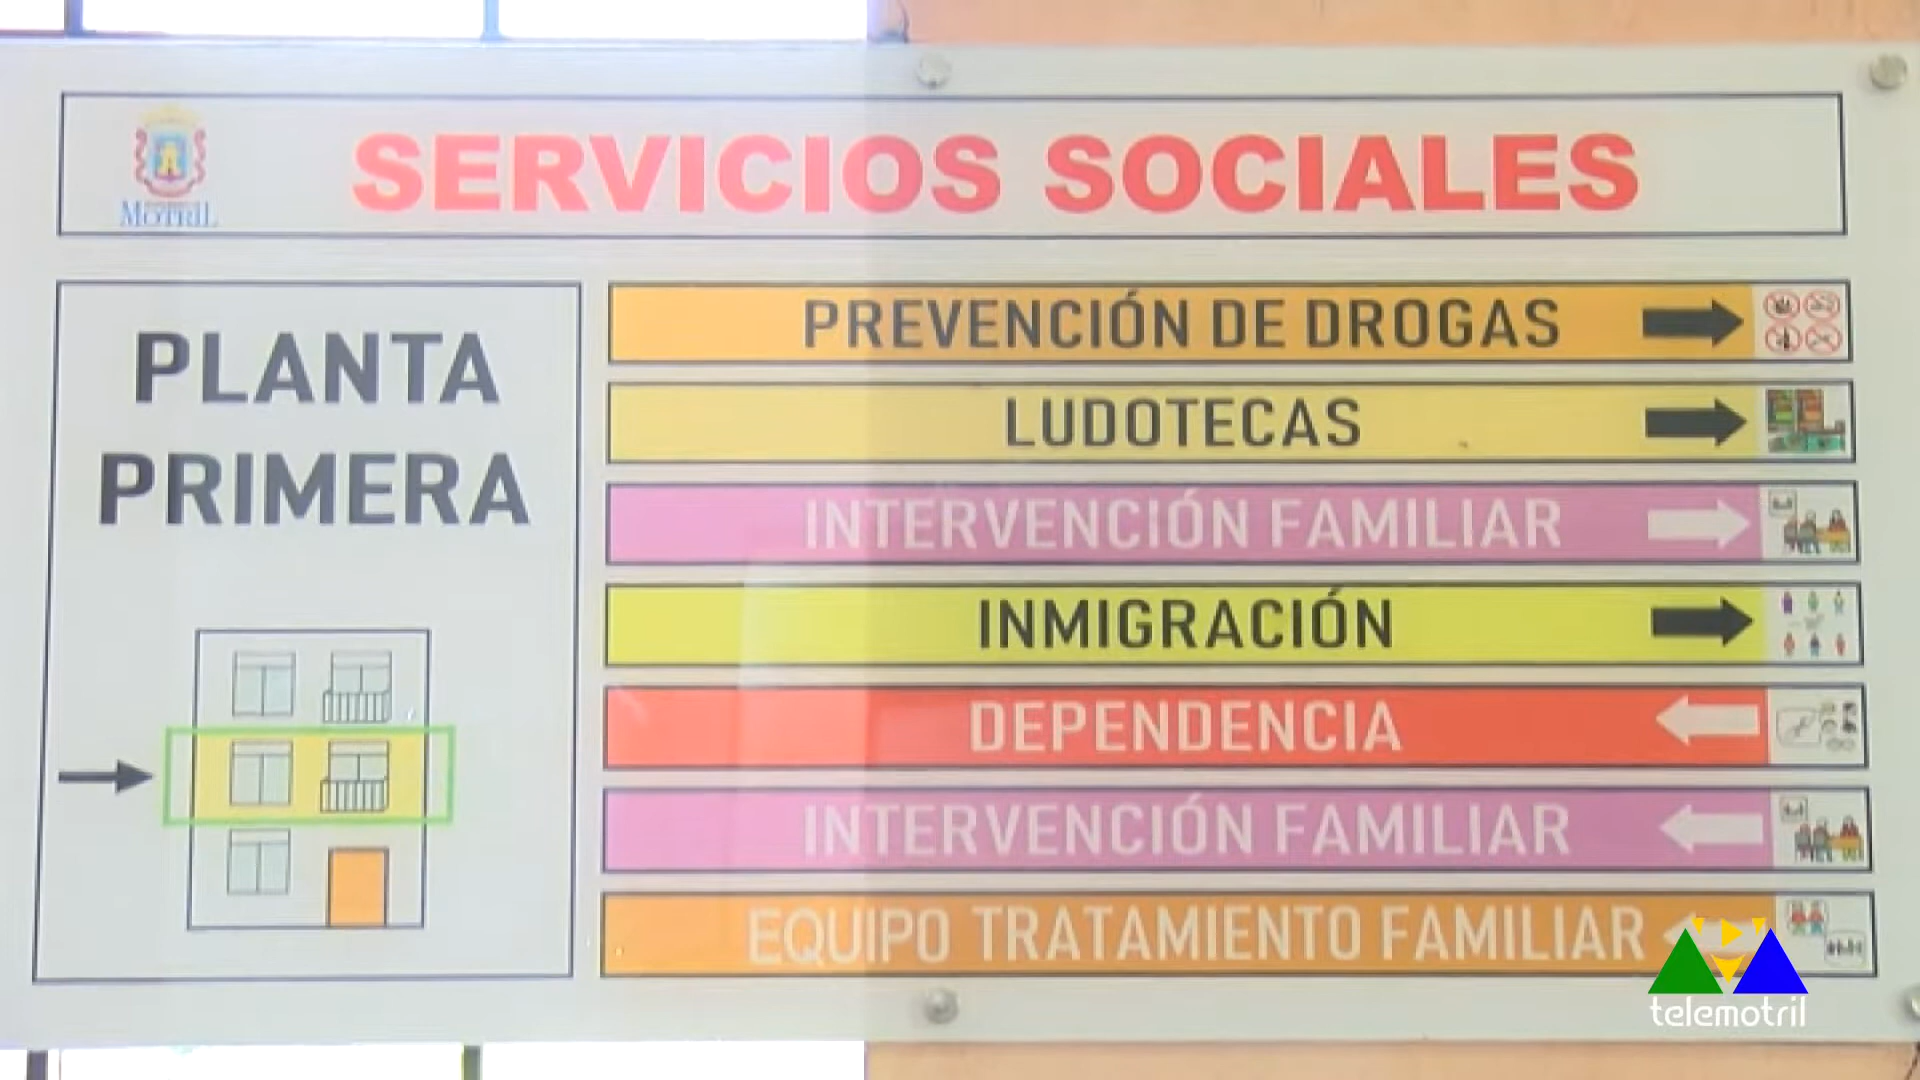 MOTRIL
SERVICIOS SOCIALES
PLANTA
PRIMERA
PREVENCIÓN DE DROGAS
LUDOTECAS
INTERVENCIÓN FAMILIAR
INMIGRACIÓN
DEPENDENCIA
INTERVENCIÓN FAMILIAR
EQUIPO TRATAMIENTO FAMILIAR
telemotril